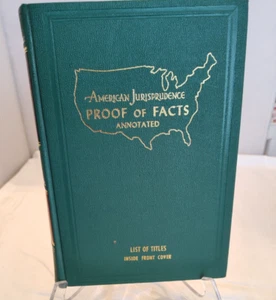 AMERICAN JURISPRUDENCE
PROOF OF FACTS
ANNOTATED
LIST OF TITLES
INSIDE FRONT COVER